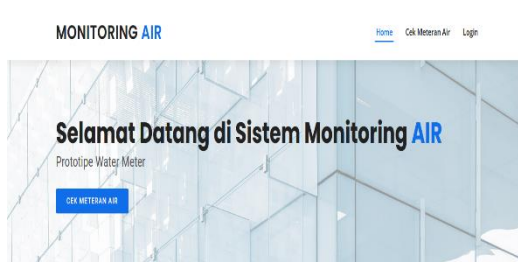 MONITORING AIR
Home Cek Meteran Air Login
Selamat Datang di Sistem Monitoring AIR
Prototipe Water Meter
CEK METERAN AIR